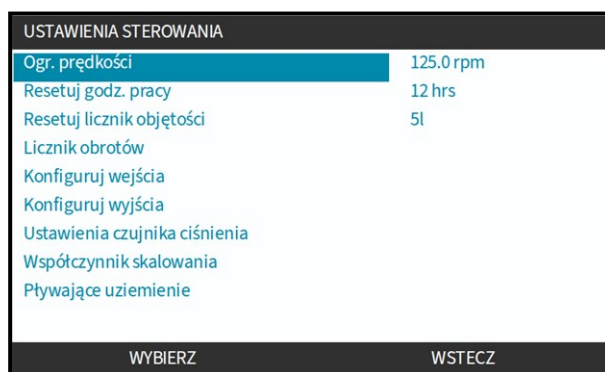 USTAWIENIA STEROWANIA
Ogr. prędkości 125.0 rpm
Resetuj godz. pracy 12 hrs
Resetuj licznik objętości 5l
Licznik obrotów
Konfiguruj wejścia
Konfiguruj wyjścia
Ustawienia czujnika ciśnienia
Współczynnik skalowania
Pływające uziemienie
WYBIERZ WSTECZ